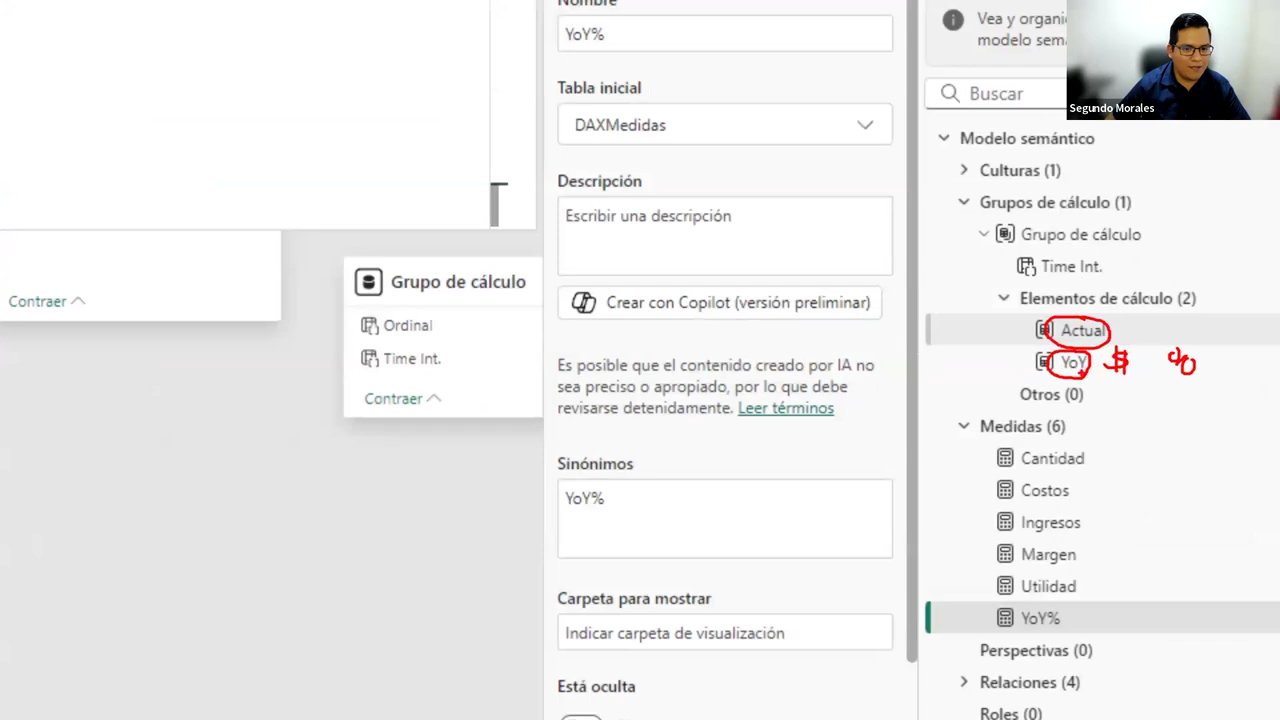 Nombre
YoY%
Tabla inicial
DAXMedidas
Descripción
Escribir una descripción
Crear con Copilot (versión preliminar)
Es posible que el contenido creado por IA no
sea preciso o apropiado, por lo que debe
revisarse detenidamente. Leer términos
Sinónimos
YoY%
Carpeta para mostrar
Indicar carpeta de visualización
Está oculta
Contraer
Grupo de cálculo
Ordinal
Time Int.
Contraer
Vea y organi
modelo sem
Buscar
Segundo Morales
Modelo semántico
Culturas (1)
Grupos de cálculo (1)
Grupo de cálculo
Time Int.
Elementos de cálculo (2)
Actual
YoY $ %
Otros (0)
Medidas (6)
Cantidad
Costos
Ingresos
Margen
Utilidad
YoY%
Perspectivas (0)
Relaciones (4)
Roles (0)